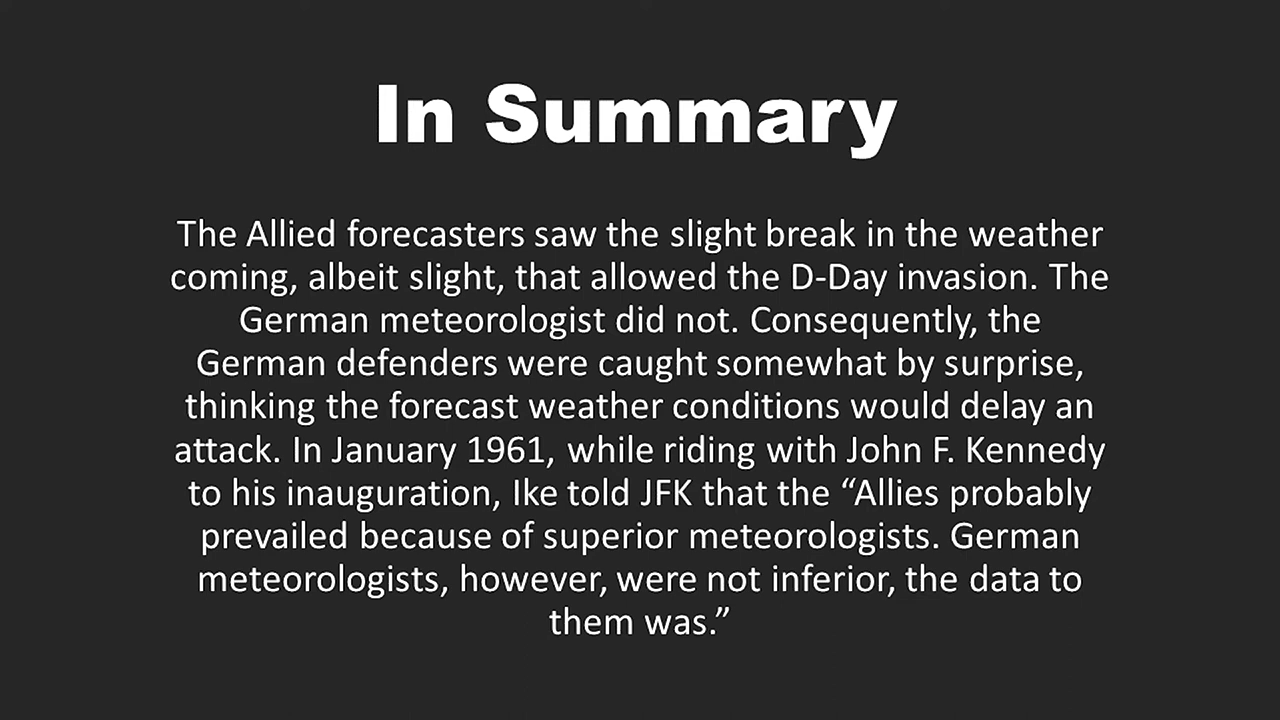 In Summary
The Allied forecasters saw the slight break in the weather
coming, albeit slight, that allowed the D-Day invasion. The
German meteorologist did not. Consequently, the
German defenders were caught somewhat by surprise,
thinking the forecast weather conditions would delay an
attack. In January 1961, while riding with John F. Kennedy
to his inauguration, Ike told JFK that the “Allies probably
prevailed because of superior meteorologists. German
meteorologists, however, were not inferior, the data to
them was.”